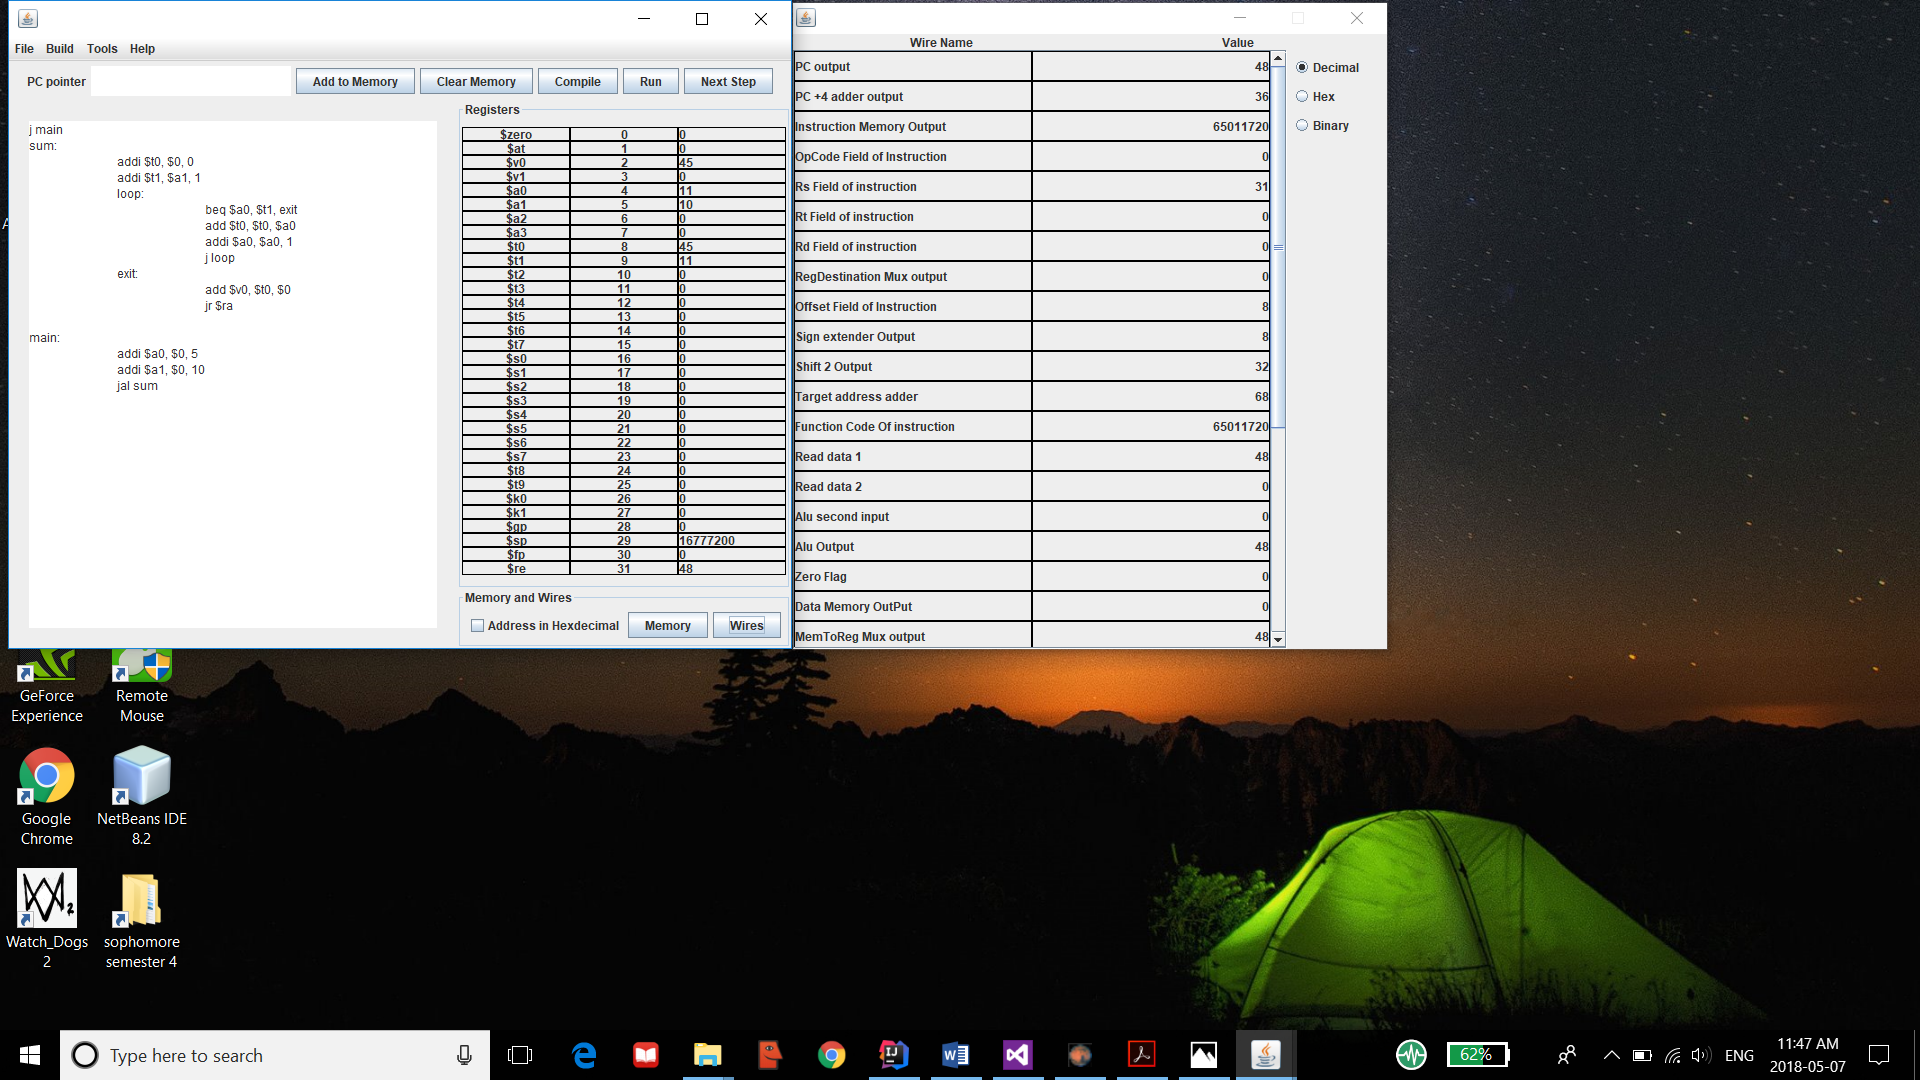 File Build Tools Help
PC pointer Add to Memory Clear Memory Compile Run Next Step
j main
sum:
addi $t0, $0, 0
addi $t1, $a1, 1
loop:
beq $a0, $t1, exit
add $t0, $t0, $a0
addi $a0, $a0, 1
j loop
exit:
add $v0, $t0, $0
jr $ra
main:
addi $a0, $0, 5
addi $a1, $0, 10
jal sum
Registers
$zero 0 0
$at 1 0
$v0 2 45
$v1 3 0
$a0 4 11
$a1 5 10
$a2 6 0
$a3 7 0
$t0 8 45
$t1 9 11
$t2 10 0
$t3 11 0
$t4 12 0
$t5 13 0
$t6 14 0
$t7 15 0
$s0 16 0
$s1 17 0
$s2 18 0
$s3 19 0
$s4 20 0
$s5 21 0
$s6 22 0
$s7 23 0
$t8 24 0
$t9 25 0
$k0 26 0
$k1 27 0
$gp 28 0
$sp 29 16777200
$fp 30 0
$re 31 48
Memory and Wires
Address in Hexdecimal Memory Wires
Wire Name Value
PC output 48
PC +4 adder output 36
Instruction Memory Output 65011720
OpCode Field of Instruction 0
Rs Field of instruction 31
Rt Field of instruction 0
Rd Field of instruction 0
RegDestination Mux output 0
Offset Field of Instruction 8
Sign extender Output 8
Shift 2 Output 32
Target address adder 68
Function Code Of instruction 65011720
Read data 1 48
Read data 2 0
Alu second input 0
Alu Output 48
Zero Flag 0
Data Memory OutPut 0
MemToReg Mux output 48
Decimal
Hex
Binary
GeForce
Experience
Remote
Mouse
Google
Chrome
NetBeans IDE
8.2
Watch_Dogs
2
sophomore
semester 4
Type here to search
62%
ENG
11:47 AM
2018-05-07